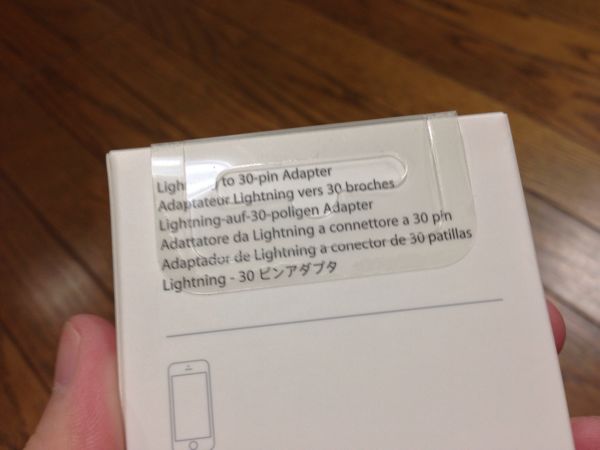 to 30-pin Adapter
Adaptateur Lightning vers 30 broches
Lightning-auf-30-poligen Adapter
Adattatore da Lightning a connettore a 30 pin
Adaptador de Lightning a conector de 30 patillas
Lightning - 30 ピンアダプタ